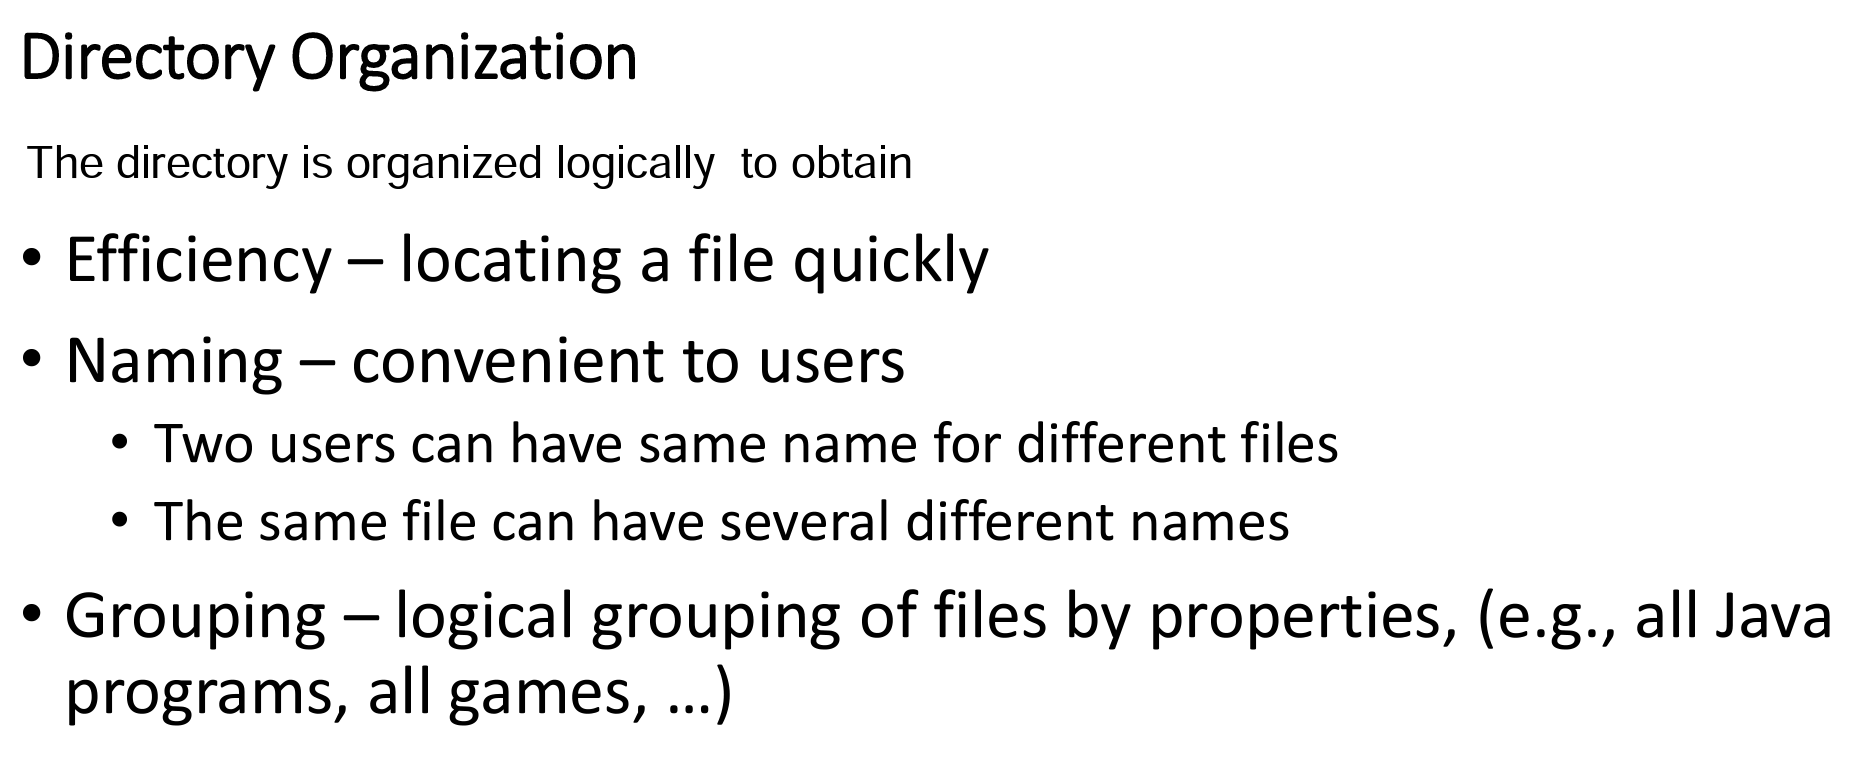 Directory Organization
The directory is organized logically  to obtain
• Efficiency – locating a file quickly
• Naming – convenient to users
• Two users can have same name for different files
• The same file can have several different names
• Grouping – logical grouping of files by properties, (e.g., all Java
programs, all games, …)